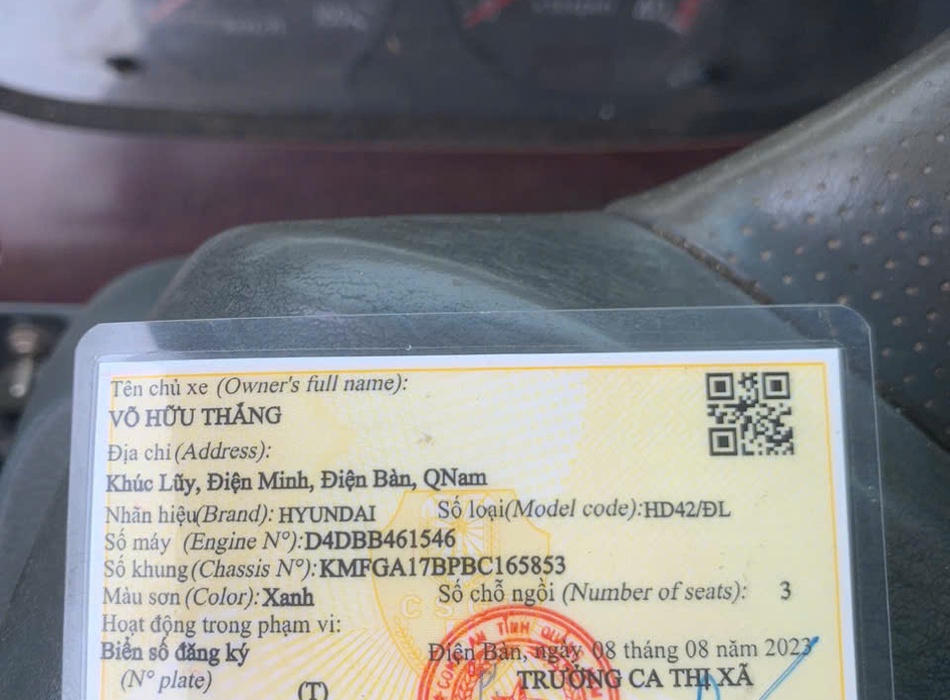 Tên chủ xe (Owner's full name):
VÕ HỮU THẮNG
Địa chỉ (Address):
Khúc Lũy, Điện Minh, Điện Bàn, QNam
Nhãn hiệu(Brand): HYUNDAI Số loại(Model code):HD42/ĐL
Số máy (Engine N°):D4DBB461546
Số khung(Chassis N°):KMFGA17BPBC165853
Màu sơn (Color): Xanh Số chỗ ngồi (Number of seats): 3
Hoạt động trong phạm vi:
Biển số đăng ký Điện Bàn, ngày 08 tháng 08 năm 2023
(N° plate) (T) TRƯỞNG CA THỊ XÃ